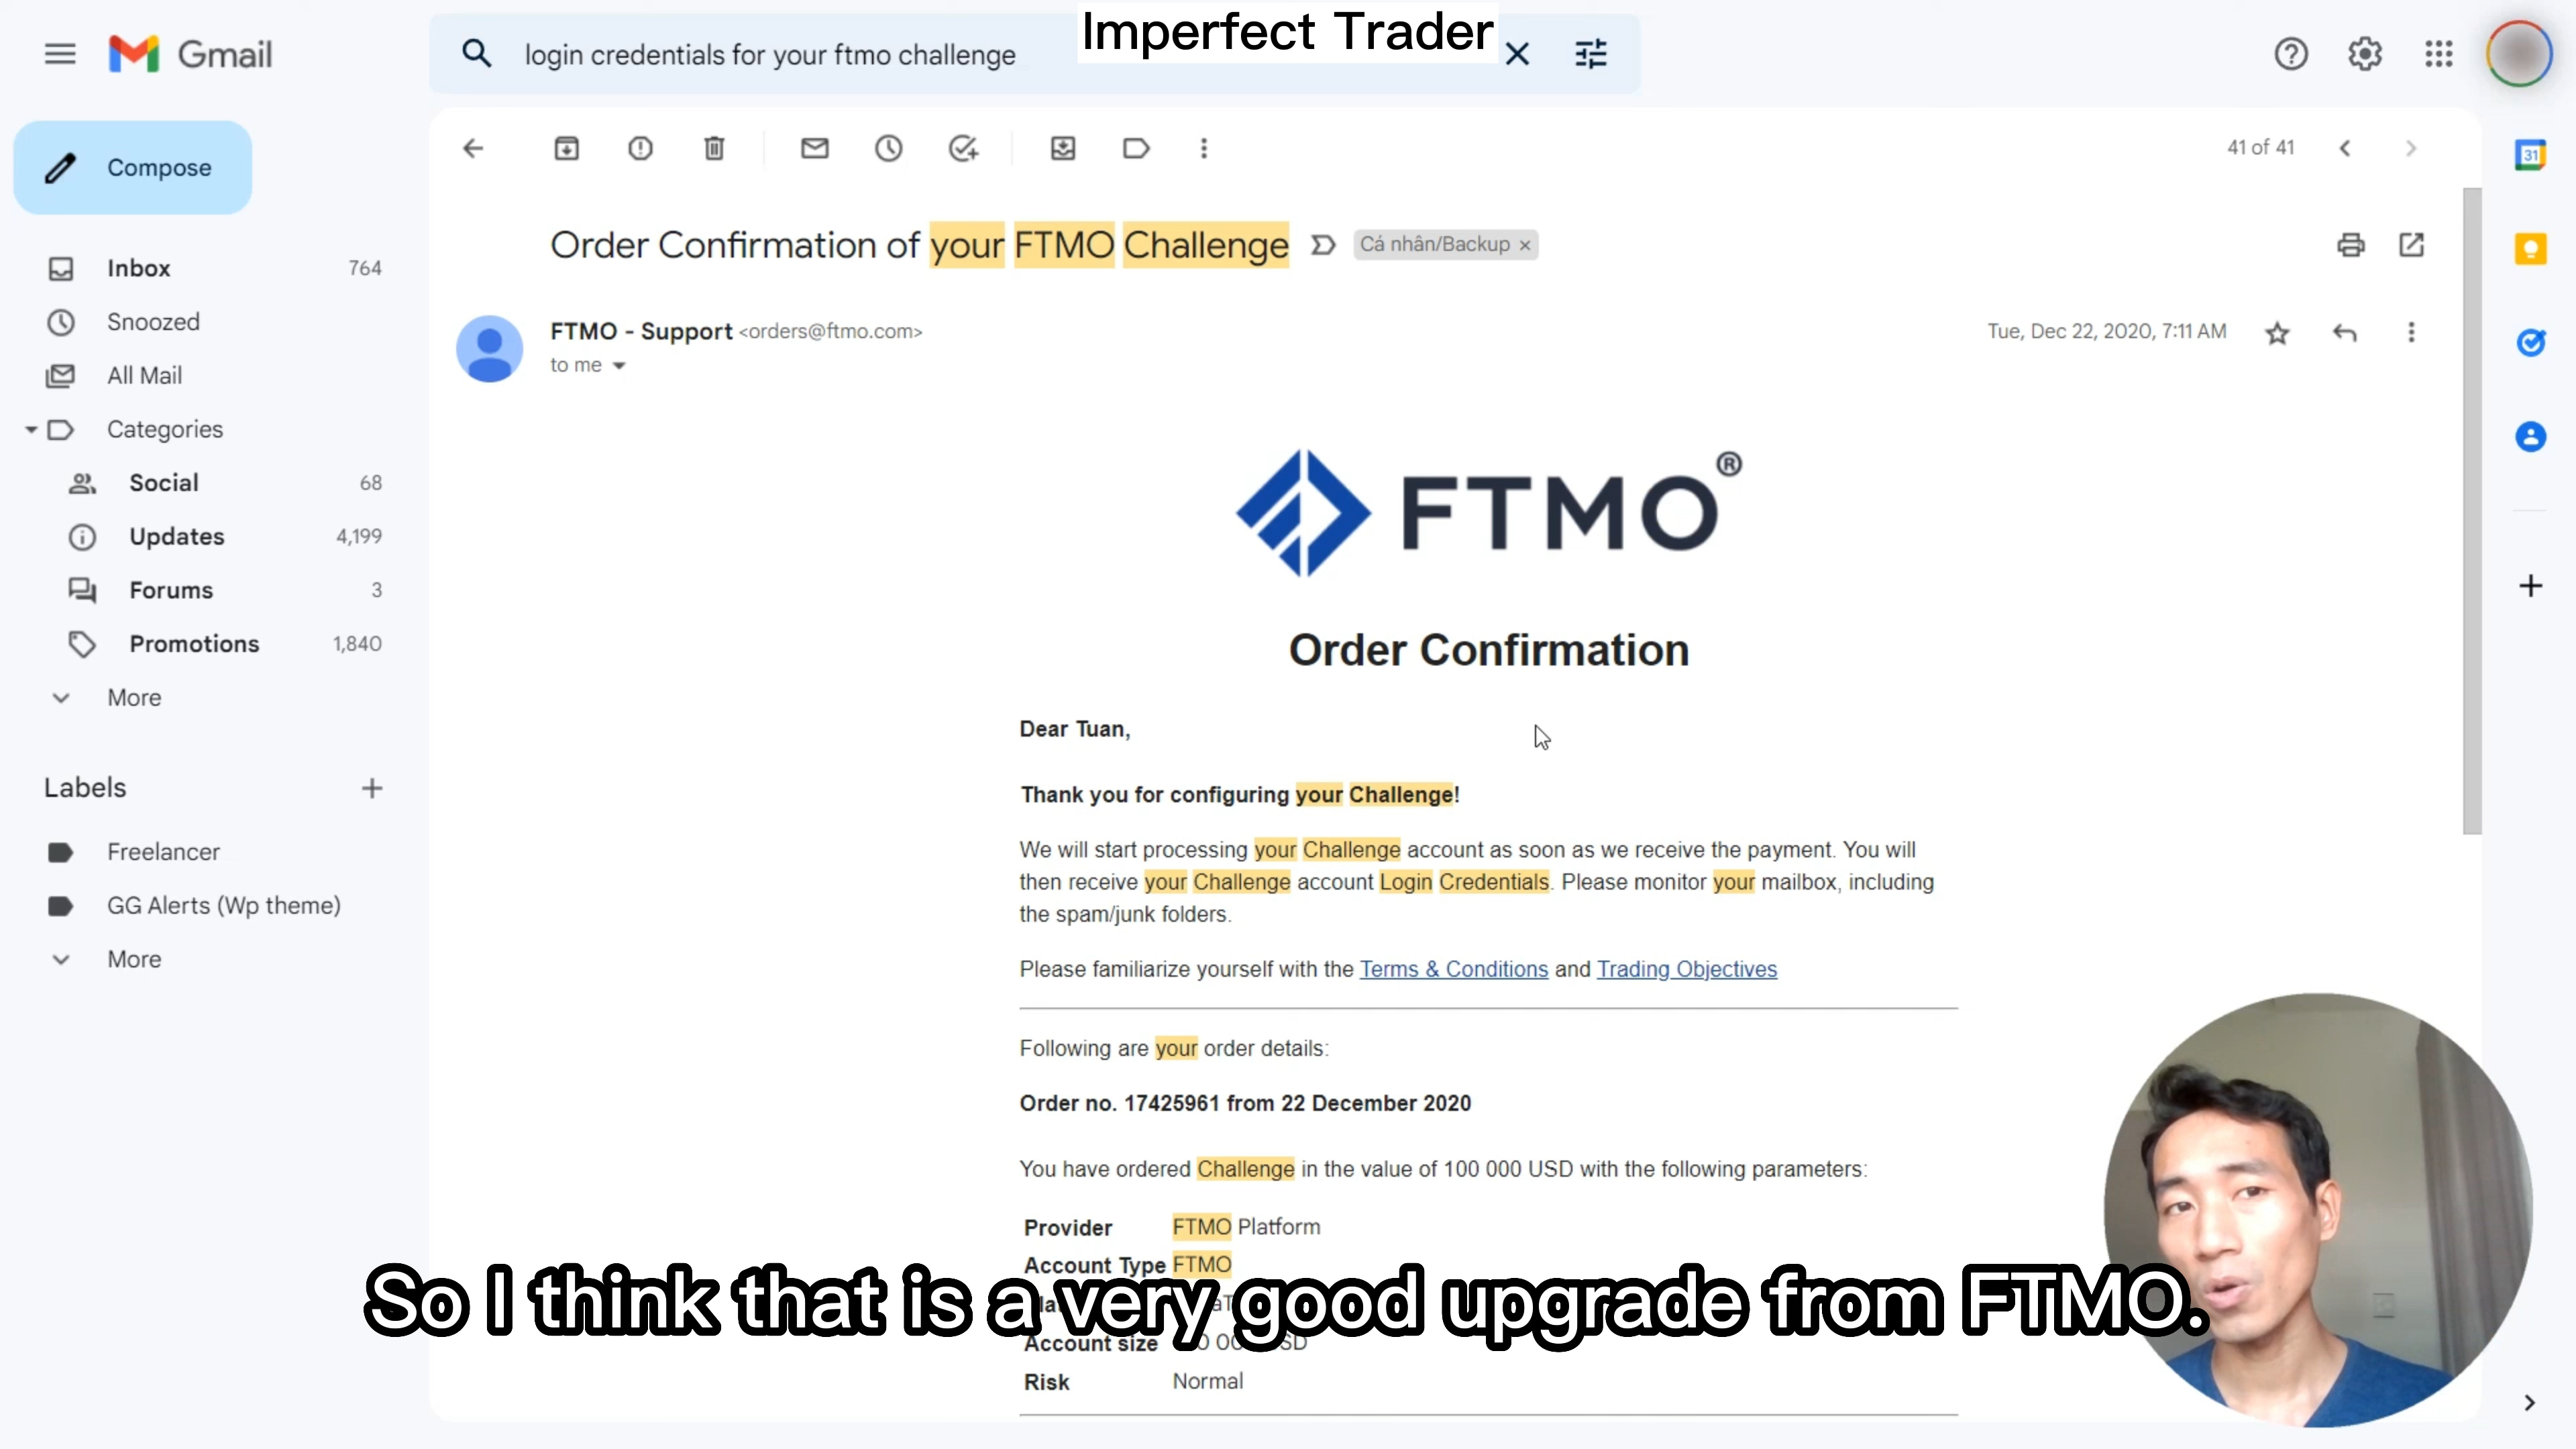 Imperfect Trader
Gmail
login credentials for your ftmo challenge
Compose
41 of 41
31
Order Confirmation of your FTMO Challenge
Cá nhân/Backup ×
Inbox 764
Snoozed
All Mail
Categories
Social 68
Updates 4,199
Forums 3
Promotions 1,840
More
Labels
Freelancer
GG Alerts (Wp theme)
More
FTMO - Support <orders@ftmo.com>
Tue, Dec 22, 2020, 7:11 AM
to me
FTMO®
Order Confirmation
Dear Tuan,
Thank you for configuring your Challenge!
We will start processing your Challenge account as soon as we receive the payment. You will
then receive your Challenge account Login Credentials. Please monitor your mailbox, including
the spam/junk folders.
Please familiarize yourself with the Terms & Conditions and Trading Objectives
Following are your order details:
Order no. 17425961 from 22 December 2020
You have ordered Challenge in the value of 100 000 USD with the following parameters:
Provider FTMO Platform
Account Type FTMO
So I think that is a very good upgrade from FTMO.
Account size
Risk Normal